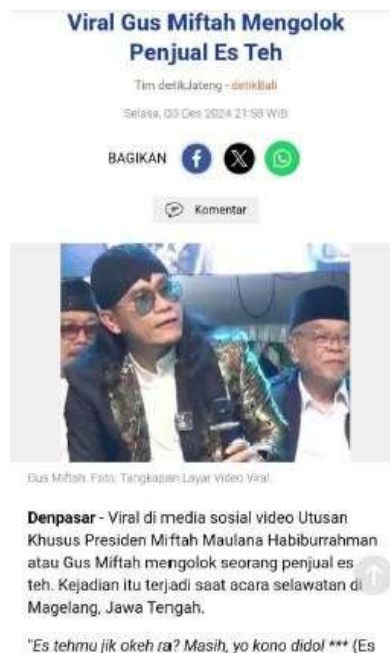 Viral Gus Miftah Mengolok
Penjual Es Teh
Tim detikJateng - detikBali
Selasa, 03 Des 2024 21:58 WIB
BAGIKAN
Komentar
Gus Miftah. Foto: Tangkapan Layar Video Viral
Denpasar - Viral di media sosial video Utusan
Khusus Presiden Miftah Maulana Habiburrahman
atau Gus Miftah mengolok seorang penjual es
teh. Kejadian itu terjadi saat acara selawatan di
Magelang, Jawa Tengah.
"Es tehmu jik okeh ra? Masih, yo kono didol *** (Es